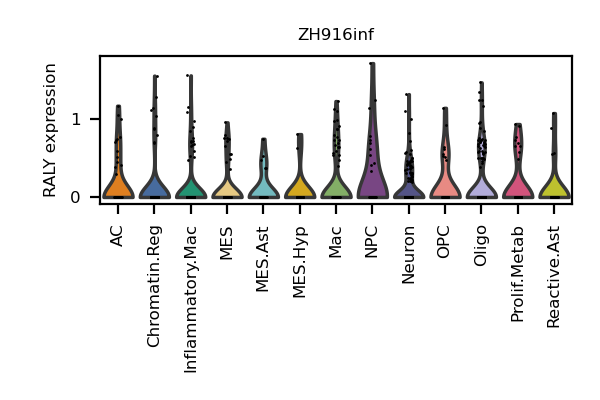 ZH916inf
RALY expression
1
0
AC
Chromatin.Reg
Inflammatory.Mac
MES
MES.Ast
MES.Hyp
Mac
NPC
Neuron
OPC
Oligo
Prolif.Metab
Reactive.Ast